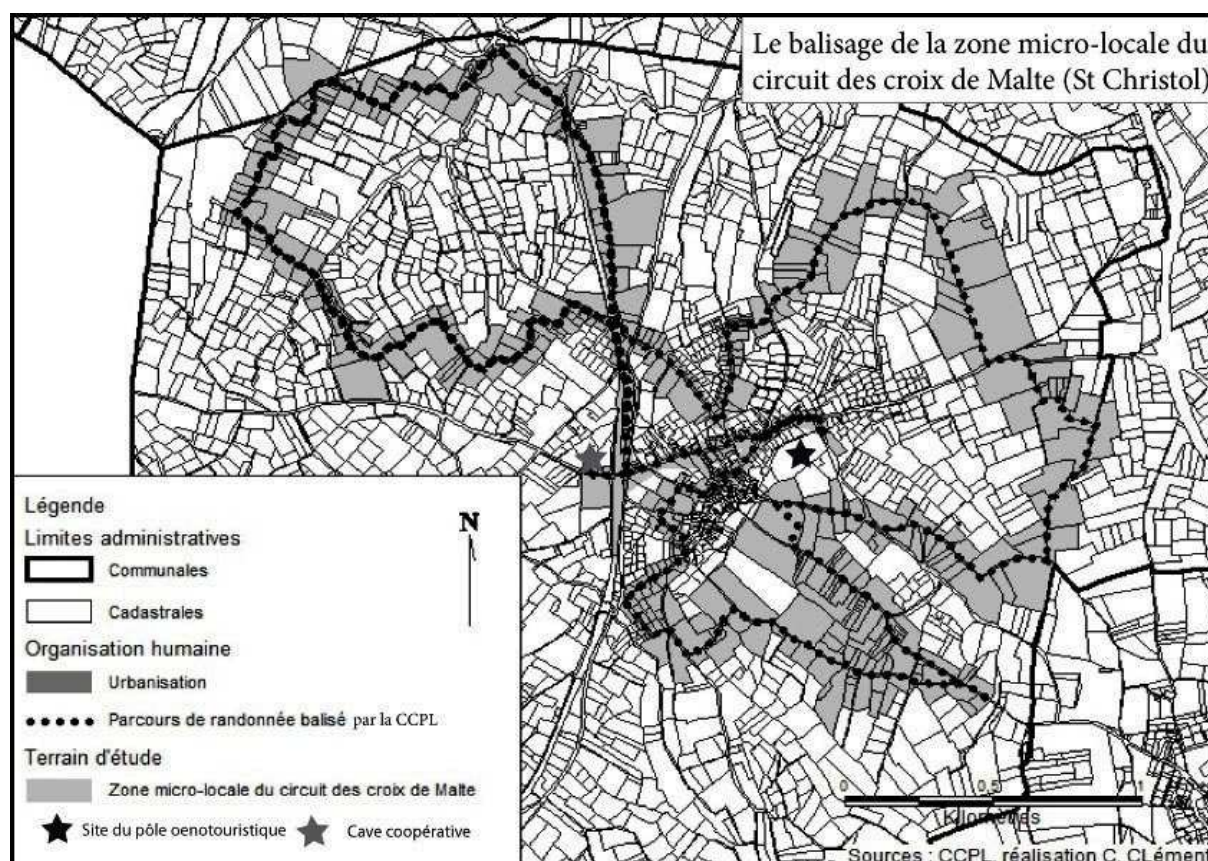 Le balisage de la zone micro-locale du
circuit des croix de Malte (St Christol)
Légende
Limites administratives
Communales
Cadastrales
Organisation humaine
Urbanisation
Parcours de randonnée balisé par la CCPL
Terrain d'étude
Zone micro-locale du circuit des croix de Malte
Site du pôle oenotouristique
Cave coopérative
N
0 0,5 1
Kilomètres
Sources : CCPL, réalisation C. CLément